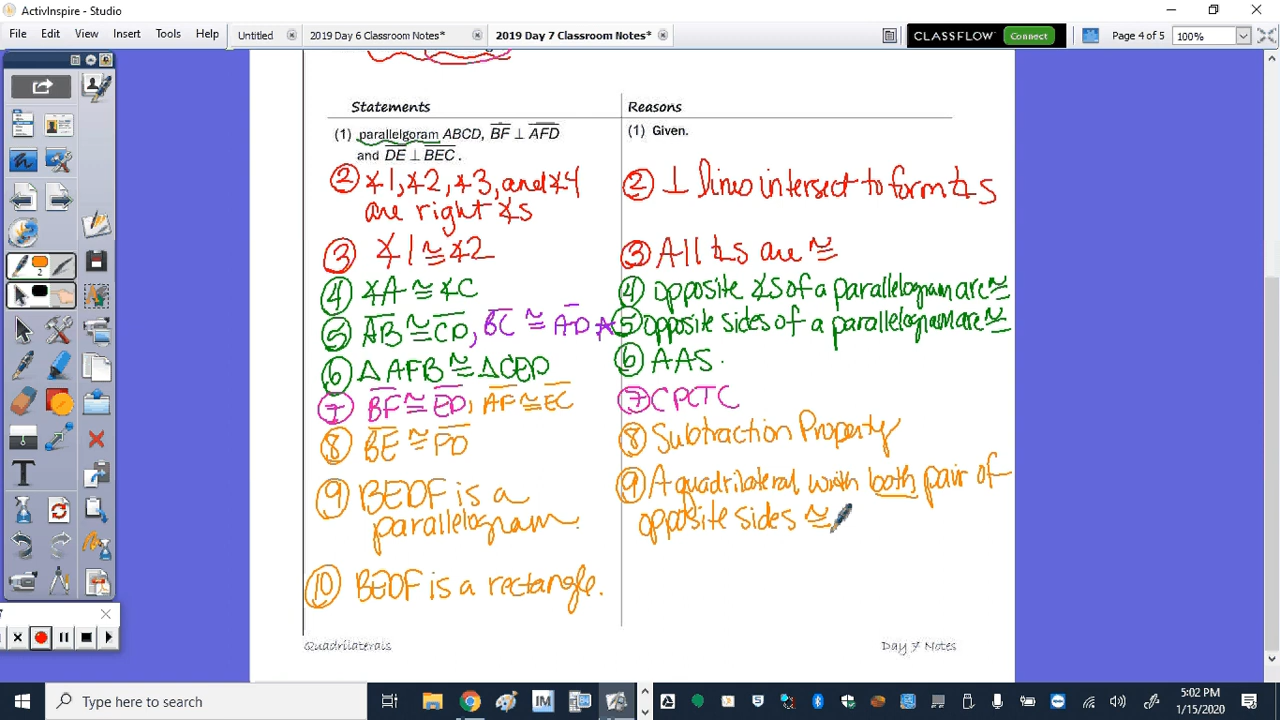 ActivInspire - Studio
File Edit View Insert Tools Help
Untitled
2019 Day 6 Classroom Notes*
2019 Day 7 Classroom Notes*
CLASSFLOW Connect
Page 4 of 5
100%
Statements
Reasons
(1) parallelgoram ABCD, BF ⊥ AFD
and DE ⊥ BEC.
(1) Given.
② ∡1, ∡2, ∡3, and ∡4
are right ∡s
② ⊥ lines intersect to form ⦜s
③ ∡1 ≅ ∡2
③ All ⦜s are ≅
④ ∡A ≅ ∡C
④ opposite ∡s of a parallelogram are ≅
⑤ AB ≅ CD, BC ≅ AD ★
⑤ opposite sides of a parallelogram are ≅
⑥ △AFB ≅ △CED
⑥ AAS.
⑦ BF ≅ ED, AF ≅ EC
⑦ CPCTC
⑧ BE ≅ FD
⑧ Subtraction Property
⑨ BEDF is a
parallelogram.
⑨ A quadrilateral with both pair of
opposite sides ≅
⑩ BEDF is a rectangle.
Quadrilaterals
Day 7 Notes
Type here to search
5:02 PM
1/15/2020